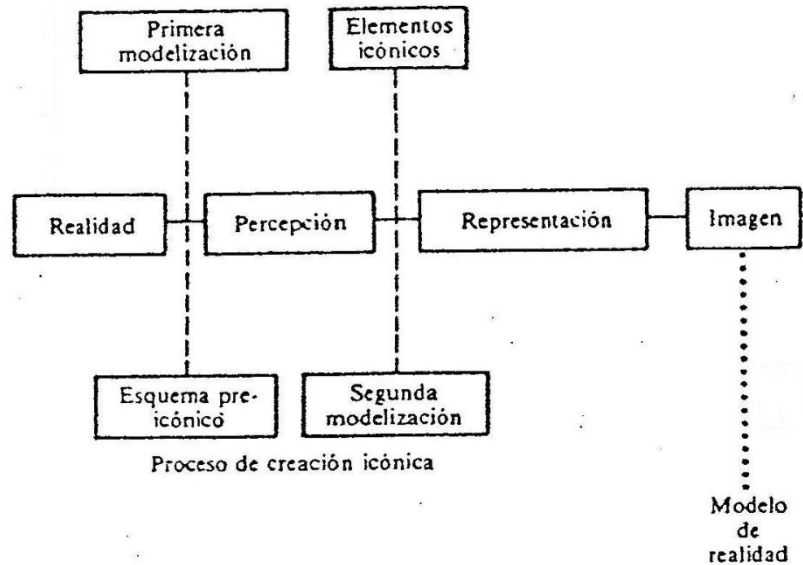 Primera
modelización
Elementos
icónicos
Realidad
Percepción
Representación
Imagen
Esquema pre-
icónico
Segunda
modelización
Proceso de creación icónica
Modelo
de
realidad